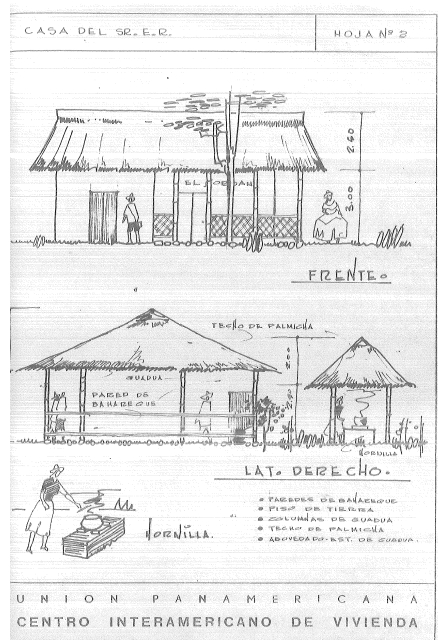 CASA DEL SR. E.R.
HOJA Nº 2
2.60
EL JORDAN
3.00
FRENTE.
TECHO DE PALMICHA
GUADUA
PARED DE
BAHAREQUE
HORNILLA
LAT. DERECHO.
HORNILLA.
• PAREDES DE BAHAREQUE
• PISO DE TIERRA
• COLUMNAS DE GUADUA
• TECHO DE PALMICHA
• ABOVEDADO - EST. DE GUADUA.
UNION PANAMERICANA
CENTRO INTERAMERICANO DE VIVIENDA